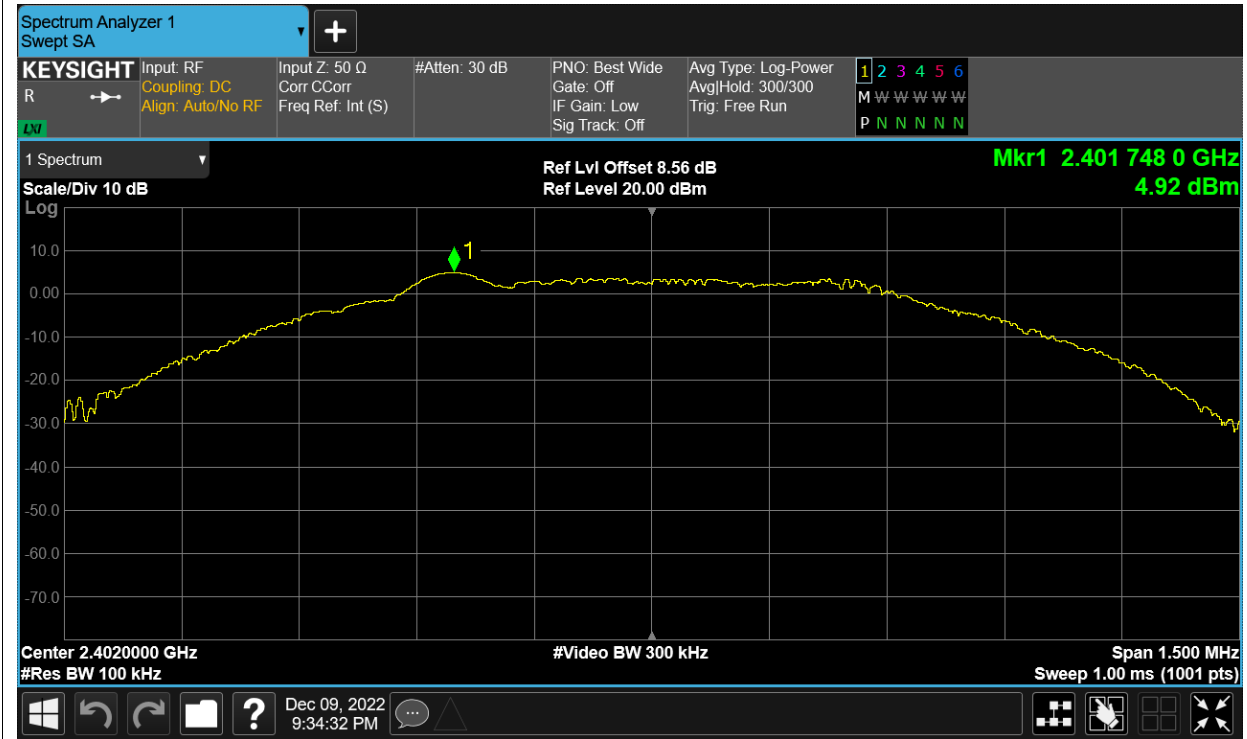 Spectrum Analyzer 1
Swept SA
KEYSIGHT
R
LXI
Input: RF
Coupling: DC
Align: Auto/No RF
Input Z: 50 Ω
Corr CCorr
Freq Ref: Int (S)
#Atten: 30 dB
PNO: Best Wide
Gate: Off
IF Gain: Low
Sig Track: Off
Avg Type: Log-Power
Avg|Hold: 300/300
Trig: Free Run
1 2 3 4 5 6
M W W W W W
P N N N N N
1 Spectrum
Scale/Div 10 dB
Log
Ref Lvl Offset 8.56 dB
Ref Level 20.00 dBm
Mkr1 2.401 748 0 GHz
4.92 dBm
1
10.0
0.00
-10.0
-20.0
-30.0
-40.0
-50.0
-60.0
-70.0
Center 2.4020000 GHz
#Res BW 100 kHz
#Video BW 300 kHz
Span 1.500 MHz
Sweep 1.00 ms (1001 pts)
?
Dec 09, 2022
9:34:32 PM